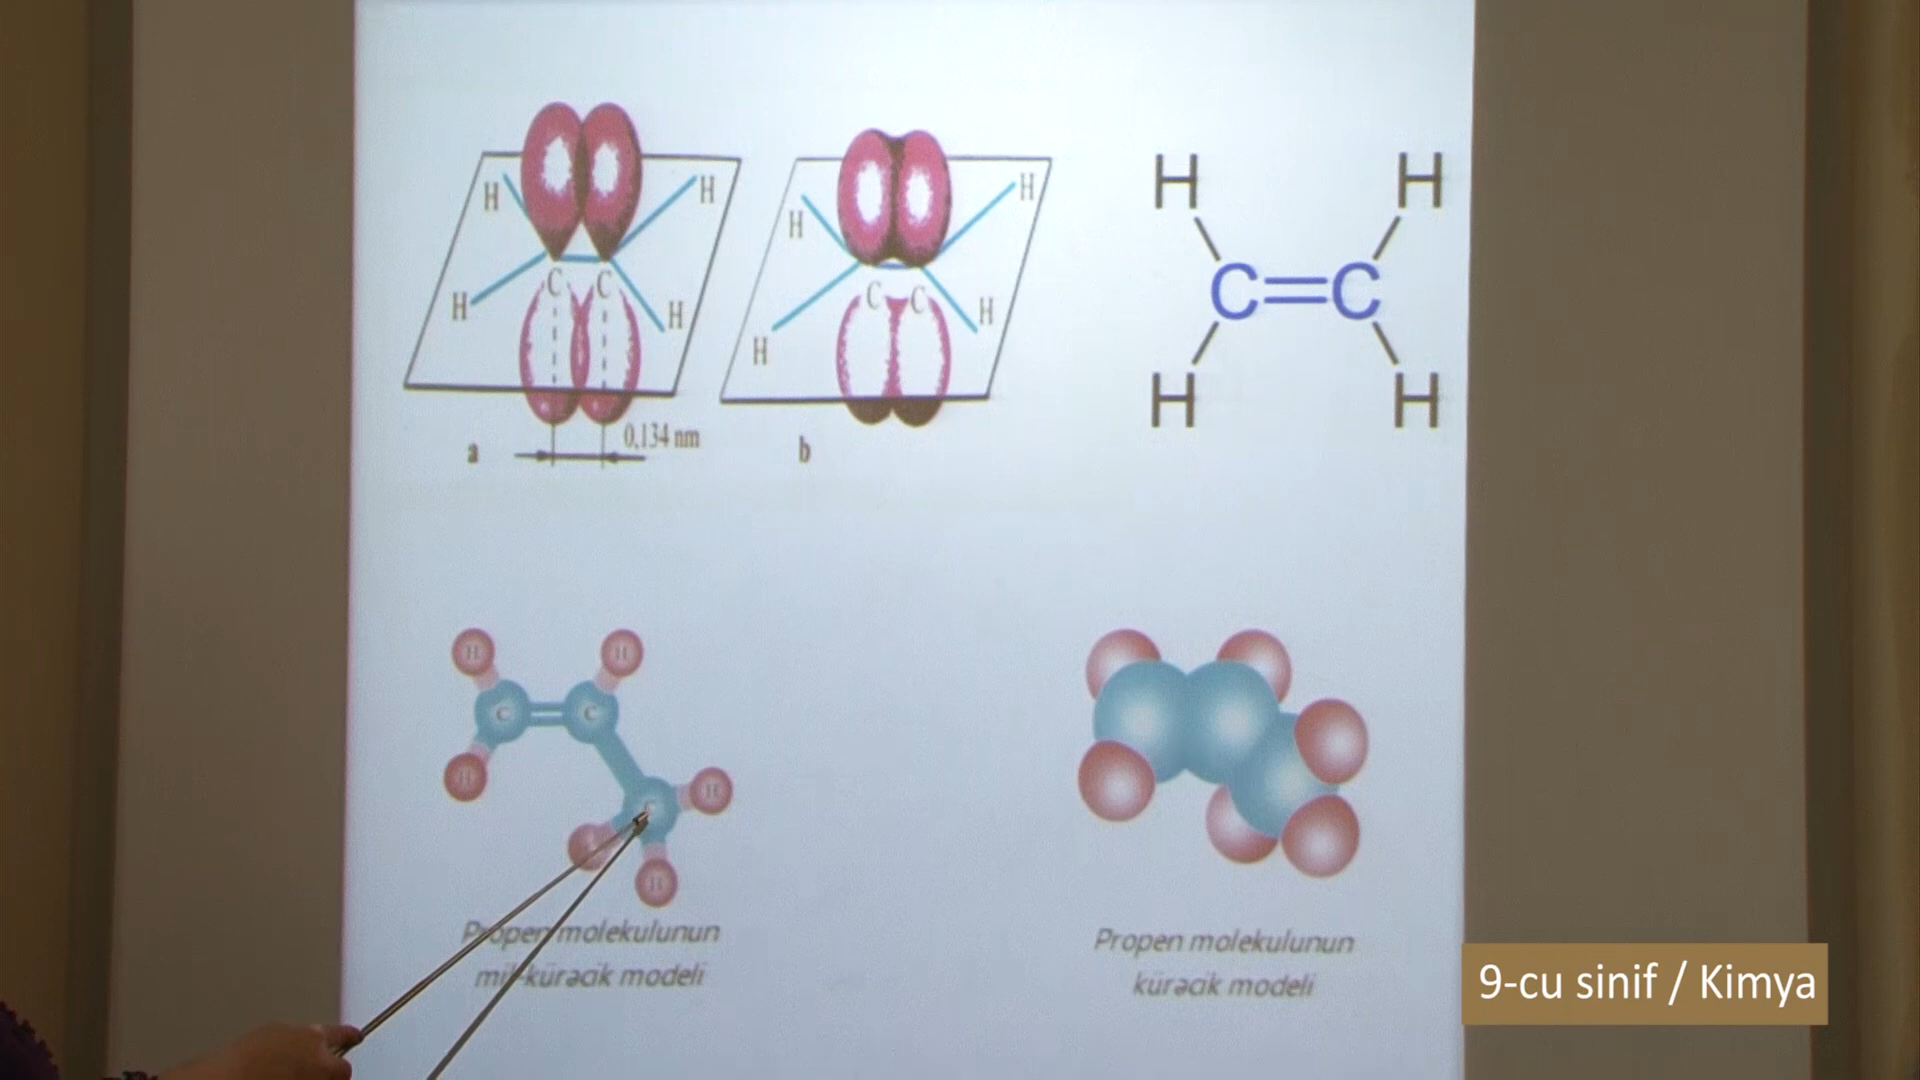 H H H H C C
0,134 nm
a
H H H H C C
b
H H
C=C
H H
H H
C C
H
C H
H
Propen molekulunun
mil-kürəcik modeli
Propen molekulunun
kürəcik modeli
9-cu sinif / Kimya